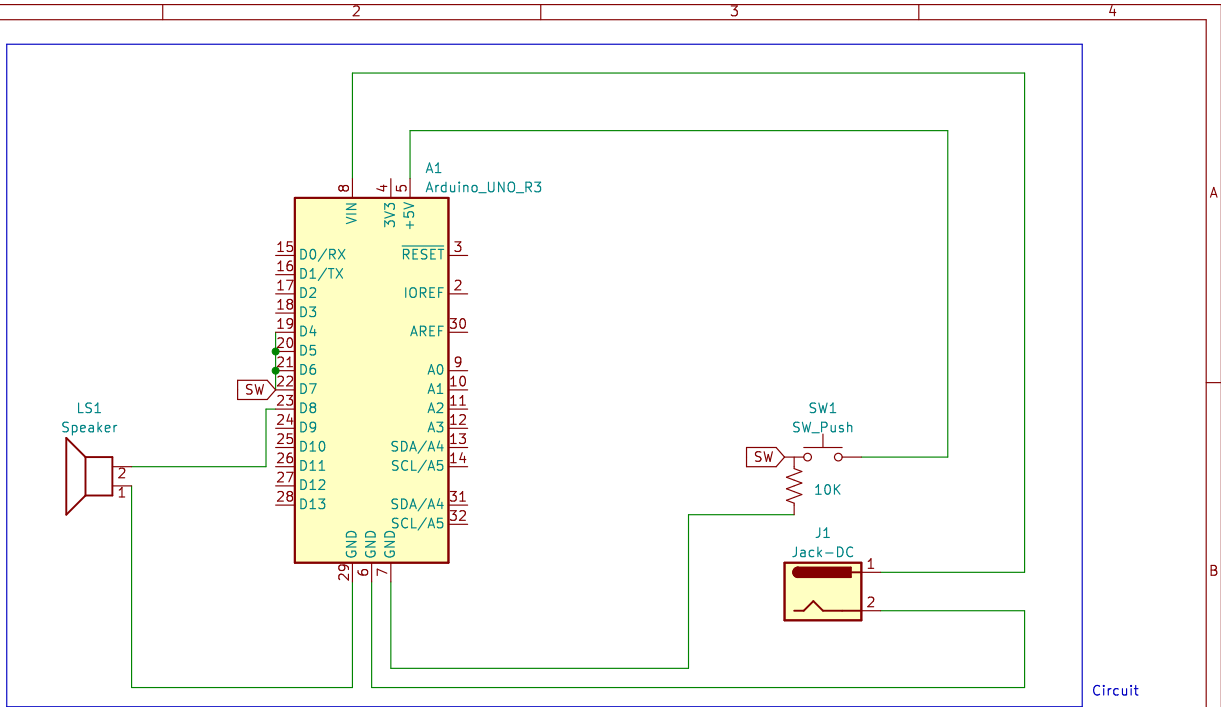 2
3
4
A
B
A1
Arduino_UNO_R3
8
4
5
VIN
3V3
+5V
15
D0/RX
16
D1/TX
17
D2
18
D3
19
D4
20
D5
21
D6
22
D7
23
D8
24
D9
25
D10
26
D11
27
D12
28
D13
RESET
3
IOREF
2
AREF
30
A0
9
A1
10
A2
11
A3
12
SDA/A4
13
SCL/A5
14
SDA/A4
31
SCL/A5
32
GND
GND
GND
29
6
7
SW
LS1
Speaker
2
1
SW1
SW_Push
SW
10K
J1
Jack-DC
1
2
Circuit